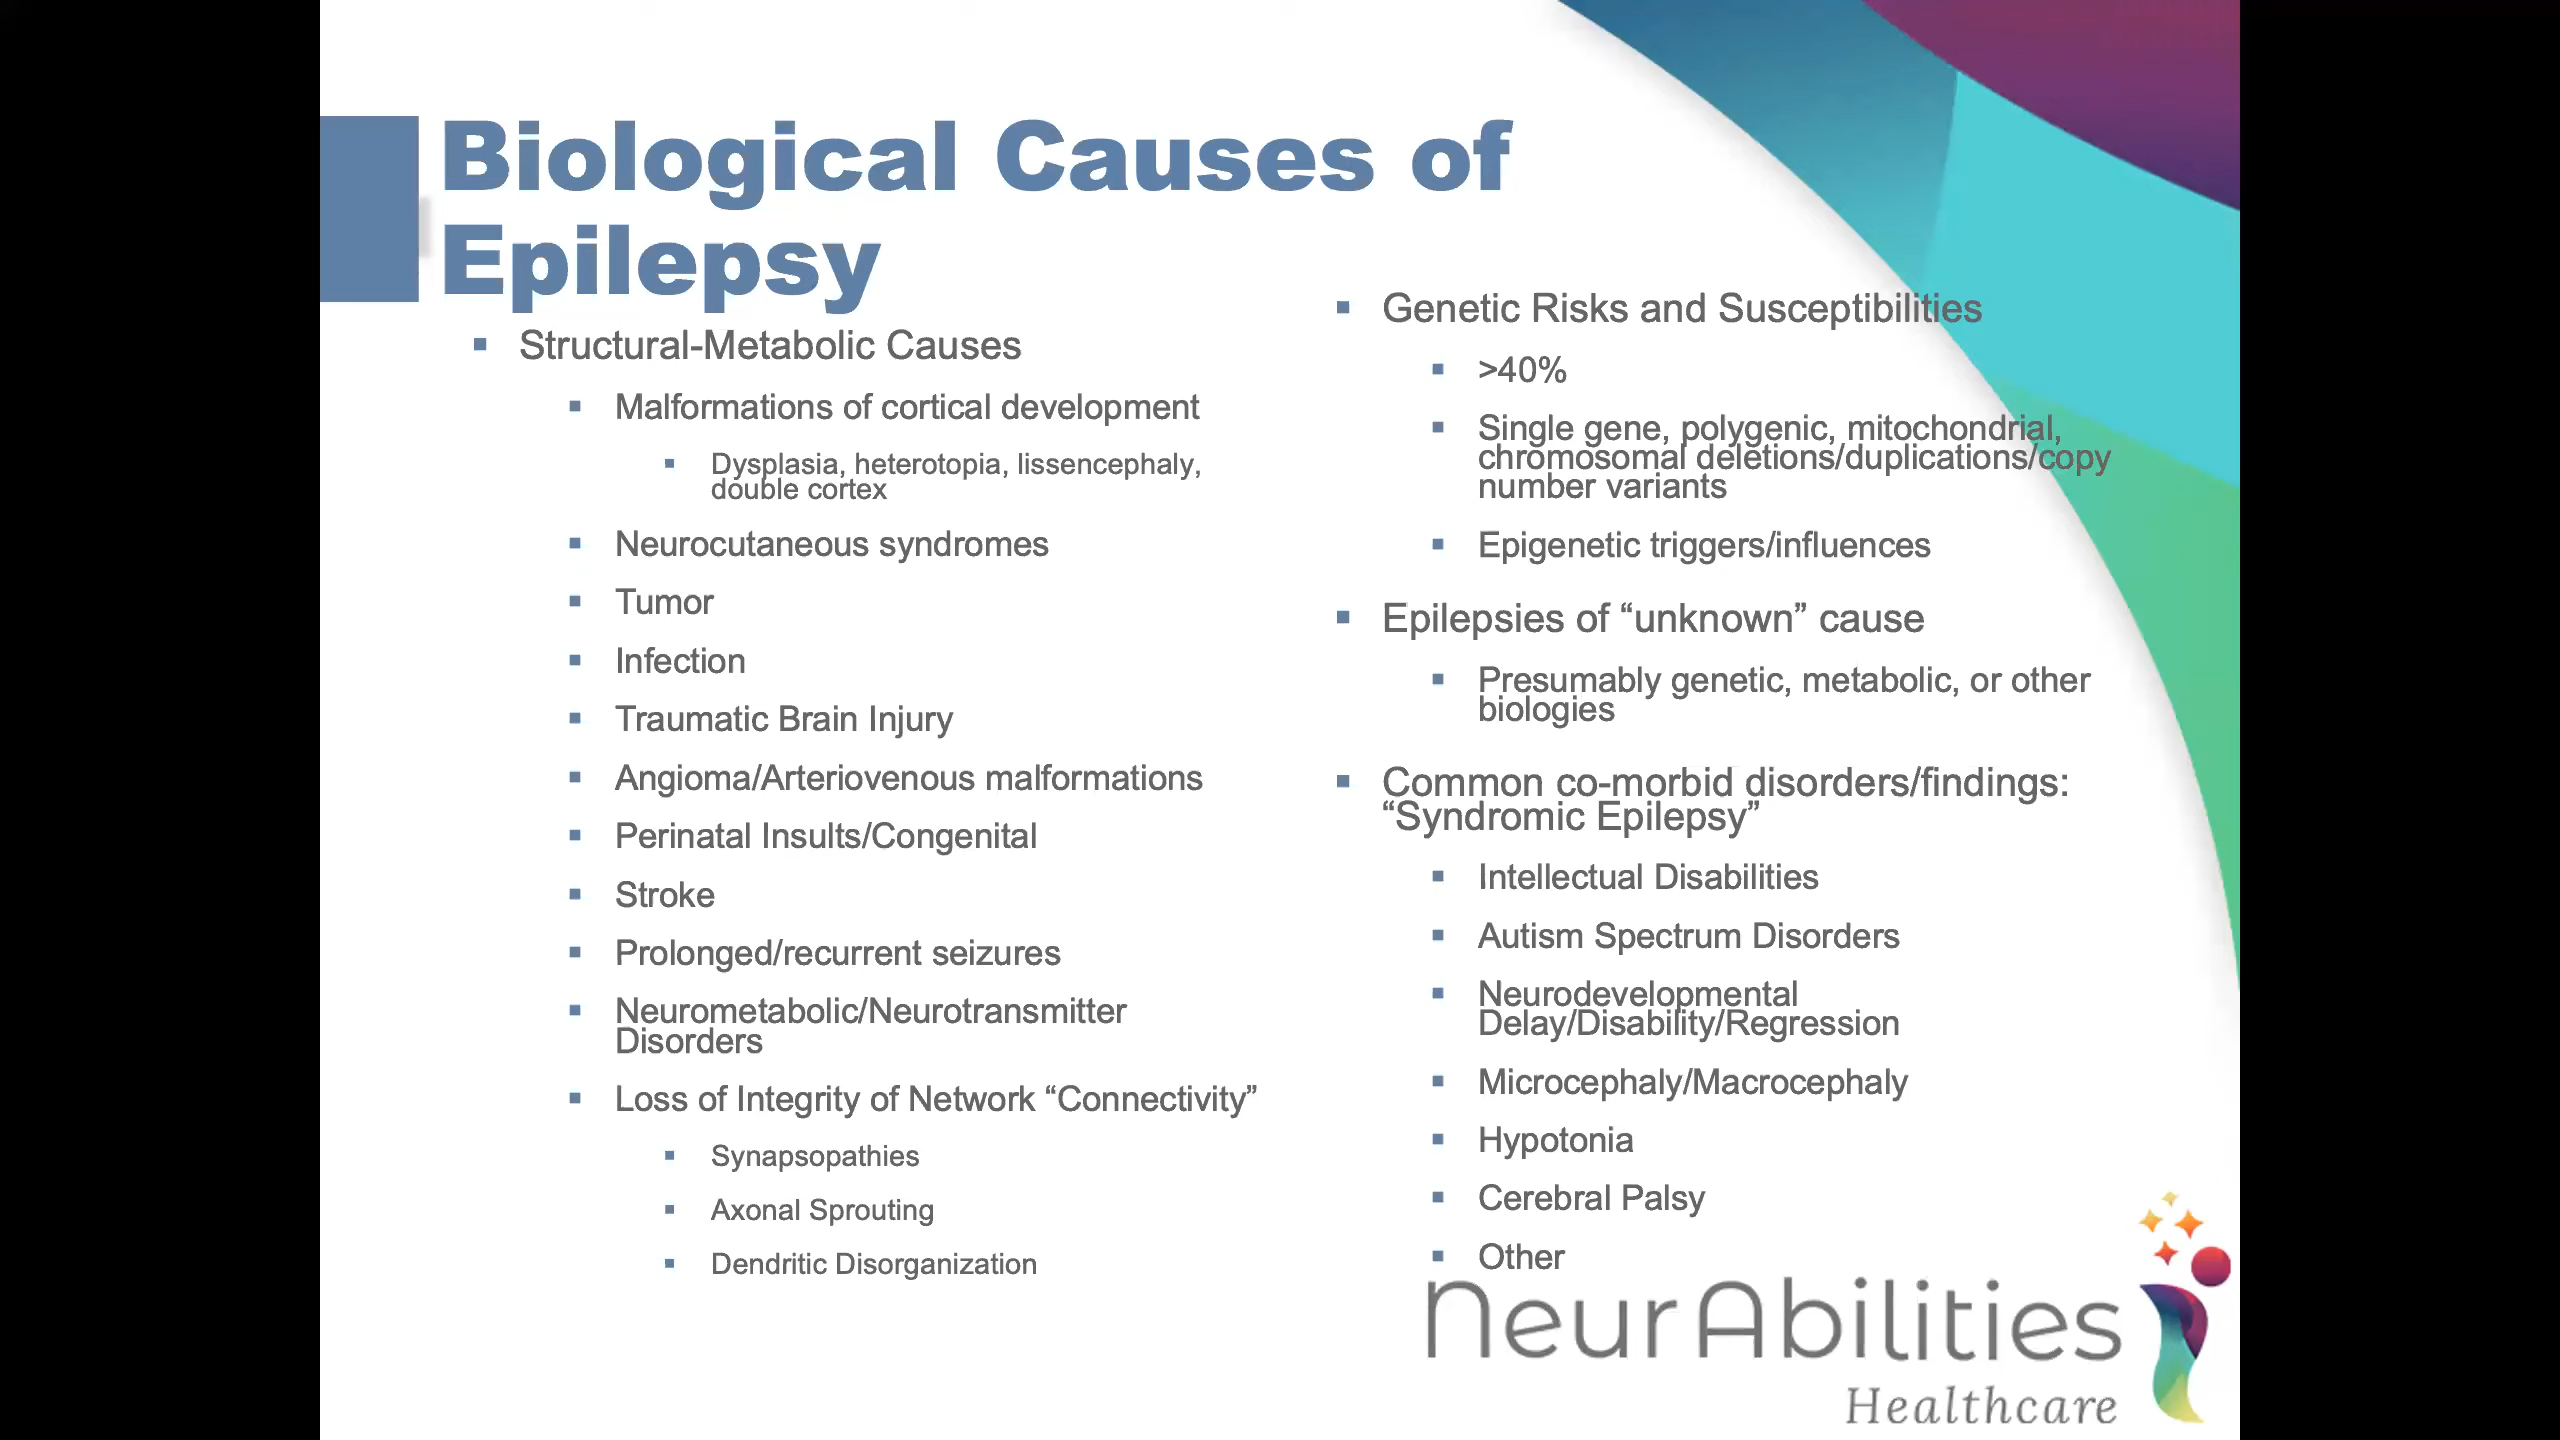 Biological Causes of
Epilepsy
Structural-Metabolic Causes
Malformations of cortical development
Dysplasia, heterotopia, lissencephaly,
double cortex
Neurocutaneous syndromes
Tumor
Infection
Traumatic Brain Injury
Angioma/Arteriovenous malformations
Perinatal Insults/Congenital
Stroke
Prolonged/recurrent seizures
Neurometabolic/Neurotransmitter
Disorders
Loss of Integrity of Network “Connectivity”
Synapsopathies
Axonal Sprouting
Dendritic Disorganization
Genetic Risks and Susceptibilities
>40%
Single gene, polygenic, mitochondrial,
chromosomal deletions/duplications/copy
number variants
Epigenetic triggers/influences
Epilepsies of “unknown” cause
Presumably genetic, metabolic, or other
biologies
Common co-morbid disorders/findings:
“Syndromic Epilepsy”
Intellectual Disabilities
Autism Spectrum Disorders
Neurodevelopmental
Delay/Disability/Regression
Microcephaly/Macrocephaly
Hypotonia
Cerebral Palsy
Other
NeurAbilities
Healthcare